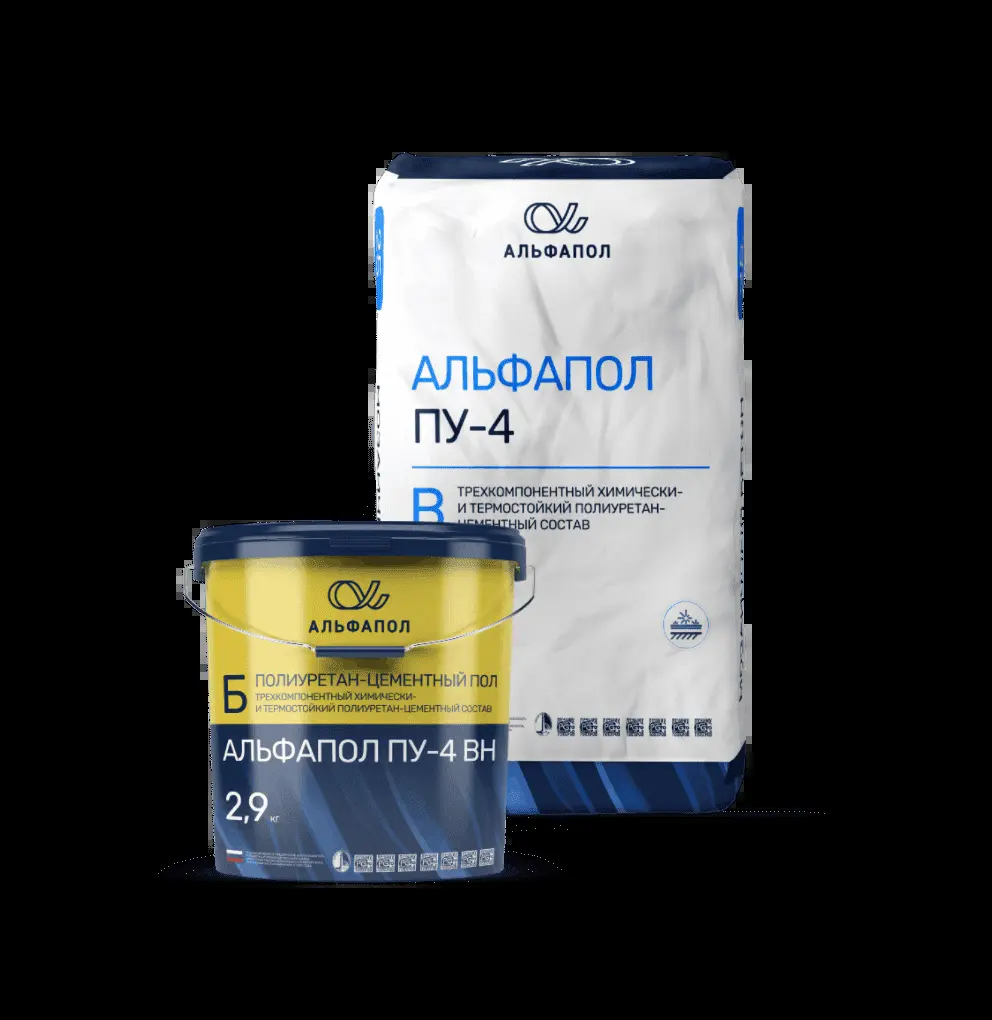 АЛЬФАПОЛ
АЛЬФАПОЛ
ПУ-4
В
ТРЕХКОМПОНЕНТНЫЙ ХИМИЧЕСКИ-
И ТЕРМОСТОЙКИЙ ПОЛИУРЕТАН-
ЦЕМЕНТНЫЙ СОСТАВ
АЛЬФАПОЛ
Б
ПОЛИУРЕТАН-ЦЕМЕНТНЫЙ ПОЛ
ТРЕХКОМПОНЕНТНЫЙ ХИМИЧЕСКИ-
И ТЕРМОСТОЙКИЙ ПОЛИУРЕТАН-ЦЕМЕНТНЫЙ СОСТАВ
АЛЬФАПОЛ ПУ-4 ВН
2,9 кг